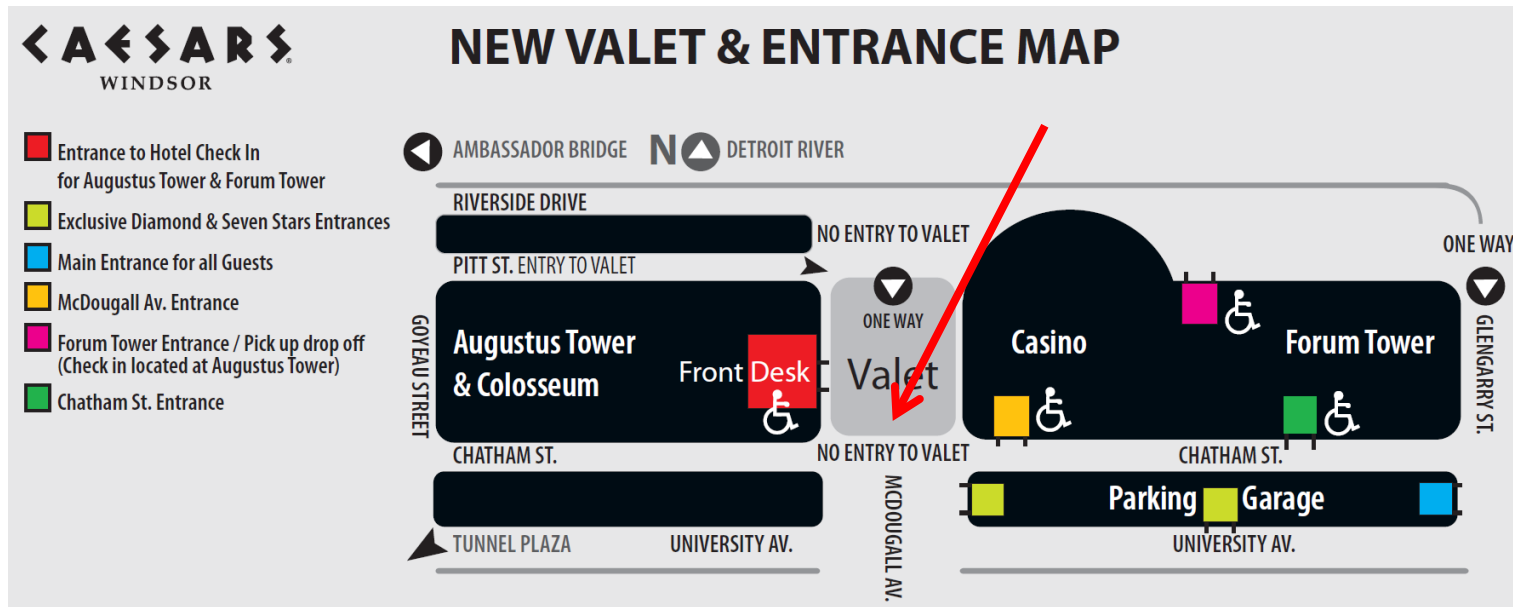 CAESARS
WINDSOR
NEW VALET & ENTRANCE MAP
Entrance to Hotel Check In
for Augustus Tower & Forum Tower
Exclusive Diamond & Seven Stars Entrances
Main Entrance for all Guests
McDougall Av. Entrance
Forum Tower Entrance / Pick up drop off
(Check in located at Augustus Tower)
Chatham St. Entrance
AMBASSADOR BRIDGE
N
DETROIT RIVER
RIVERSIDE DRIVE
NO ENTRY TO VALET
ONE WAY
PITT ST. ENTRY TO VALET
GOYEAU STREET
Augustus Tower
& Colosseum
Front Desk
ONE WAY
Valet
Casino
Forum Tower
GLENGARRY ST.
CHATHAM ST.
NO ENTRY TO VALET
CHATHAM ST.
MCDOUGALL AV.
Parking Garage
TUNNEL PLAZA
UNIVERSITY AV.
UNIVERSITY AV.